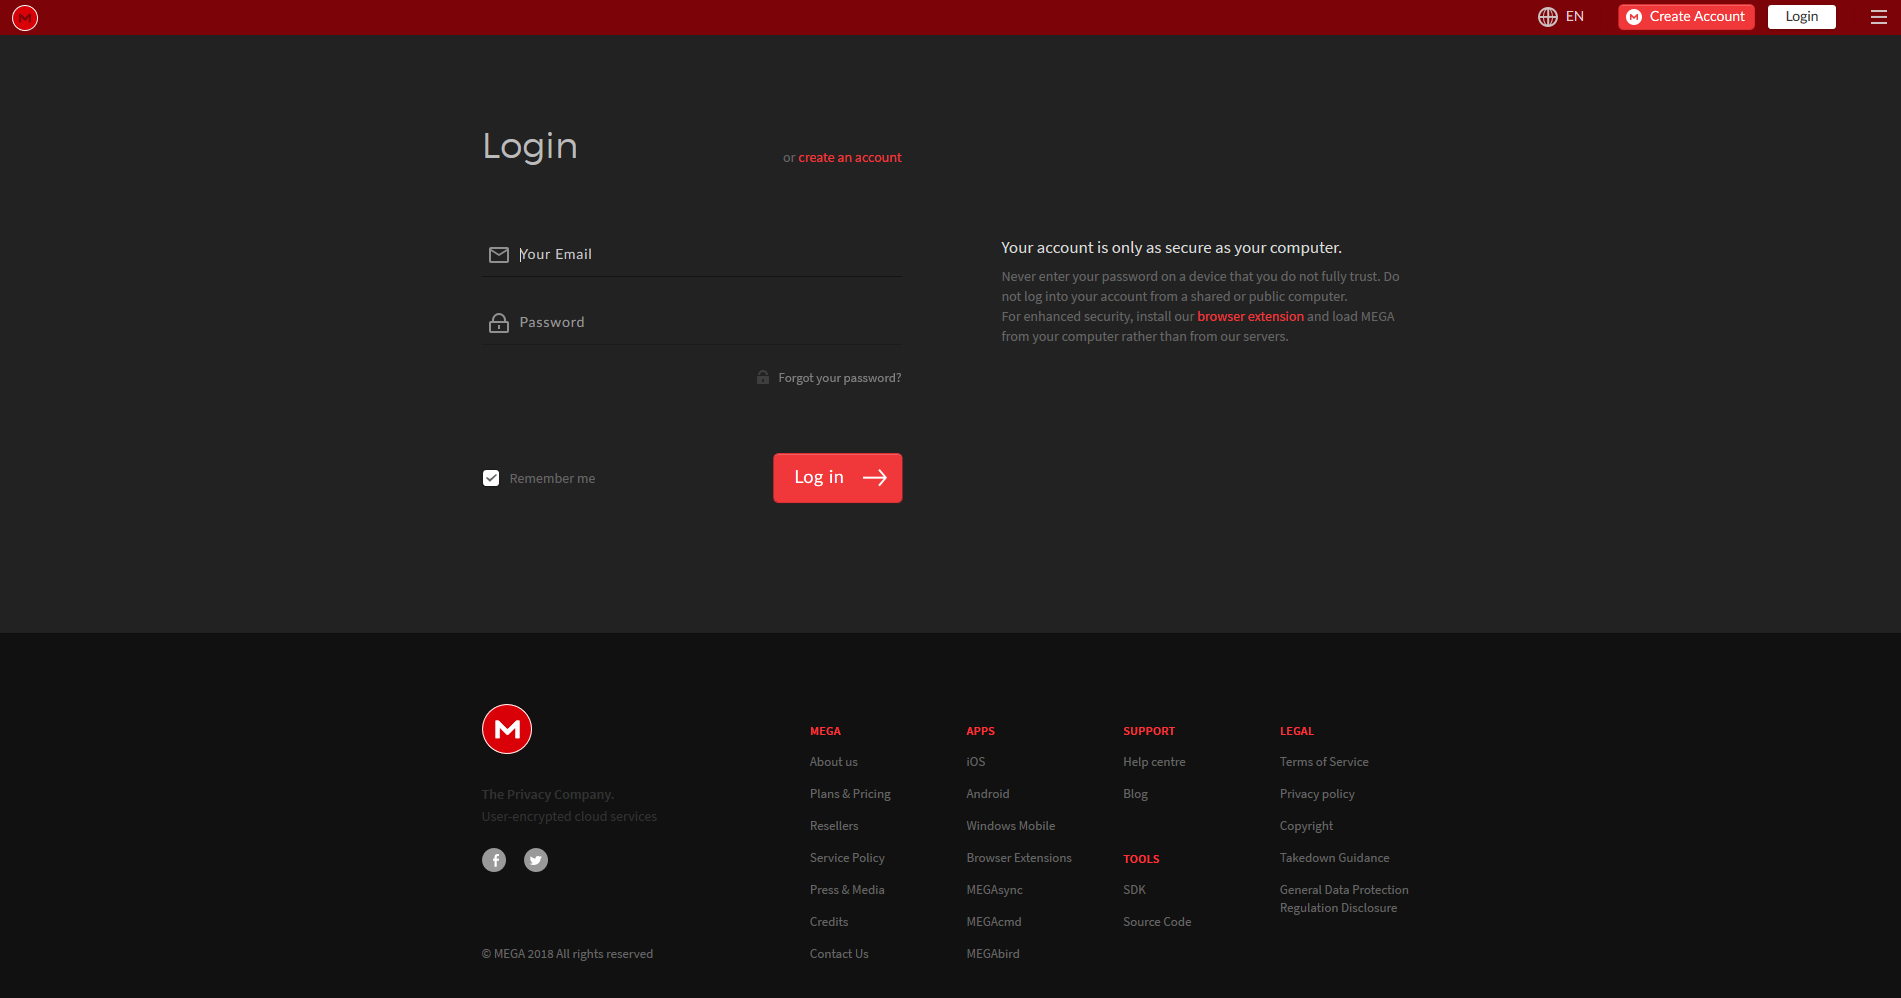 M
EN
M Create Account
Login
Login
or create an account
Your Email
Password
Forgot your password?
Remember me
Log in
Your account is only as secure as your computer.
Never enter your password on a device that you do not fully trust. Do
not log into your account from a shared or public computer.
For enhanced security, install our browser extension and load MEGA
from your computer rather than from our servers.
M
The Privacy Company.
User-encrypted cloud services
f
© MEGA 2018 All rights reserved
MEGA
About us
Plans & Pricing
Resellers
Service Policy
Press & Media
Credits
Contact Us
APPS
iOS
Android
Windows Mobile
Browser Extensions
MEGAsync
MEGAcmd
MEGAbird
SUPPORT
Help centre
Blog
TOOLS
SDK
Source Code
LEGAL
Terms of Service
Privacy policy
Copyright
Takedown Guidance
General Data Protection
Regulation Disclosure